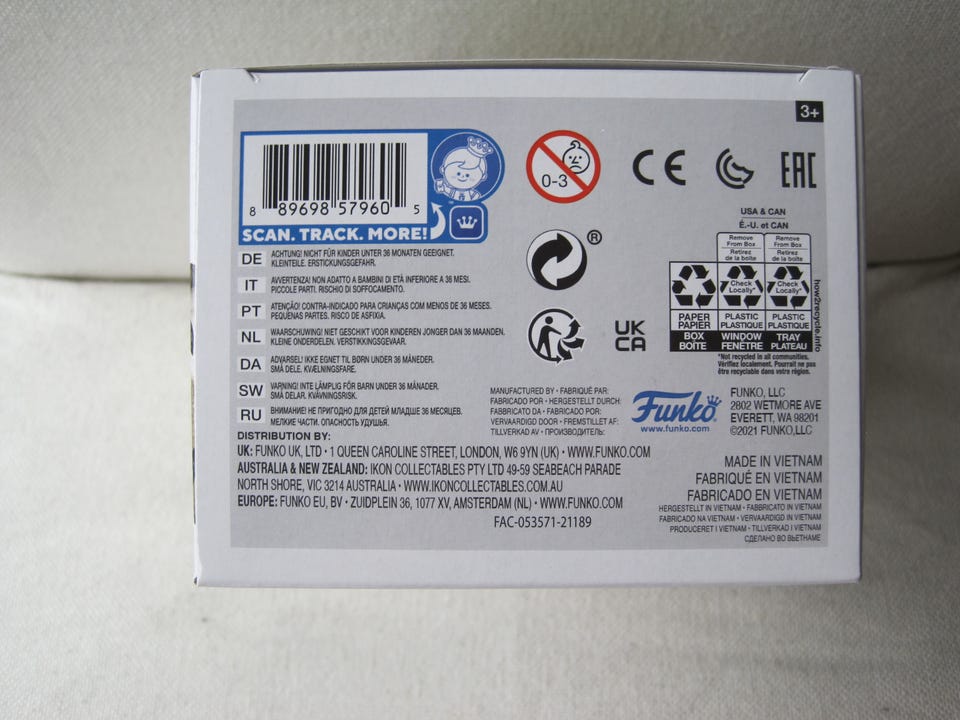 3+
8 89698 57960 5
SCAN. TRACK. MORE!
0-3
CE
EAC
®
USA & CAN
É.-U. et CAN
Remove From Box
Retirez de la boîte
Remove From Box
Retirez de la boîte
Check Locally*
Check Locally*
PAPER PAPIER
PLASTIC PLASTIQUE
PLASTIC PLASTIQUE
BOX BOÎTE
WINDOW FENÊTRE
TRAY PLATEAU
how2recycle.info
*Not recycled in all communities.
Vérifiez localement. Pourrait ne pas
être recyclable dans votre région.
UK
CA
DE ACHTUNG! NICHT FÜR KINDER UNTER 36 MONATEN GEEIGNET.
KLEINTEILE. ERSTICKUNGSGEFAHR.
IT AVVERTENZA! NON ADATTO A BAMBINI DI ETÀ INFERIORE A 36 MESI.
PICCOLE PARTI. RISCHIO DI SOFFOCAMENTO.
PT ATENÇÃO! CONTRA-INDICADO PARA CRIANÇAS COM MENOS DE 36 MESES.
PEQUENAS PARTES. RISCO DE ASFIXIA.
NL WAARSCHUWING! NIET GESCHIKT VOOR KINDEREN JONGER DAN 36 MAANDEN.
KLEINE ONDERDELEN. VERSTIKKINGSGEVAAR.
DA ADVARSEL! IKKE EGNET TIL BØRN UNDER 36 MÅNEDER.
SMÅ DELE. KVÆLNINGSFARE.
SW VARNING! INTE LÄMPLIG FÖR BARN UNDER 36 MÅNADER.
SMÅ DELAR. KVÄVNINGSRISK.
RU ВНИМАНИЕ! НЕ ПРИГОДНО ДЛЯ ДЕТЕЙ МЛАДШЕ 36 МЕСЯЦЕВ.
МЕЛКИЕ ЧАСТИ. ОПАСНОСТЬ УДУШЬЯ.
MANUFACTURED BY • FABRIQUÉ PAR:
FABRICADO POR • HERGESTELLT DURCH:
FABBRICATO DA • FABRICADO POR:
VERVAARDIGD DOOR • FREMSTILLET AF:
TILLVERKAD AV • ПРОИЗВОДИТЕЛЬ:
Funko
www.funko.com
FUNKO, LLC
2802 WETMORE AVE
EVERETT, WA 98201
©2021 FUNKO,LLC
DISTRIBUTION BY:
UK: FUNKO UK, LTD • 1 QUEEN CAROLINE STREET, LONDON, W6 9YN (UK) • WWW.FUNKO.COM
AUSTRALIA & NEW ZEALAND: IKON COLLECTABLES PTY LTD 49-59 SEABEACH PARADE
NORTH SHORE, VIC 3214 AUSTRALIA • WWW.IKONCOLLECTABLES.COM.AU
EUROPE: FUNKO EU, BV • ZUIDPLEIN 36, 1077 XV, AMSTERDAM (NL) • WWW.FUNKO.COM
FAC-053571-21189
MADE IN VIETNAM
FABRIQUÉ EN VIETNAM
FABRICADO EN VIETNAM
HERGESTELLT IN VIETNAM • FABBRICATO IN VIETNAM
FABRICADO NA VIETNAM • VERVAARDIGD IN VIETNAM
PRODUCERET I VIETNAM • TILLVERKAD I VIETNAM
СДЕЛАНО ВО ВЬЕТНАМЕ